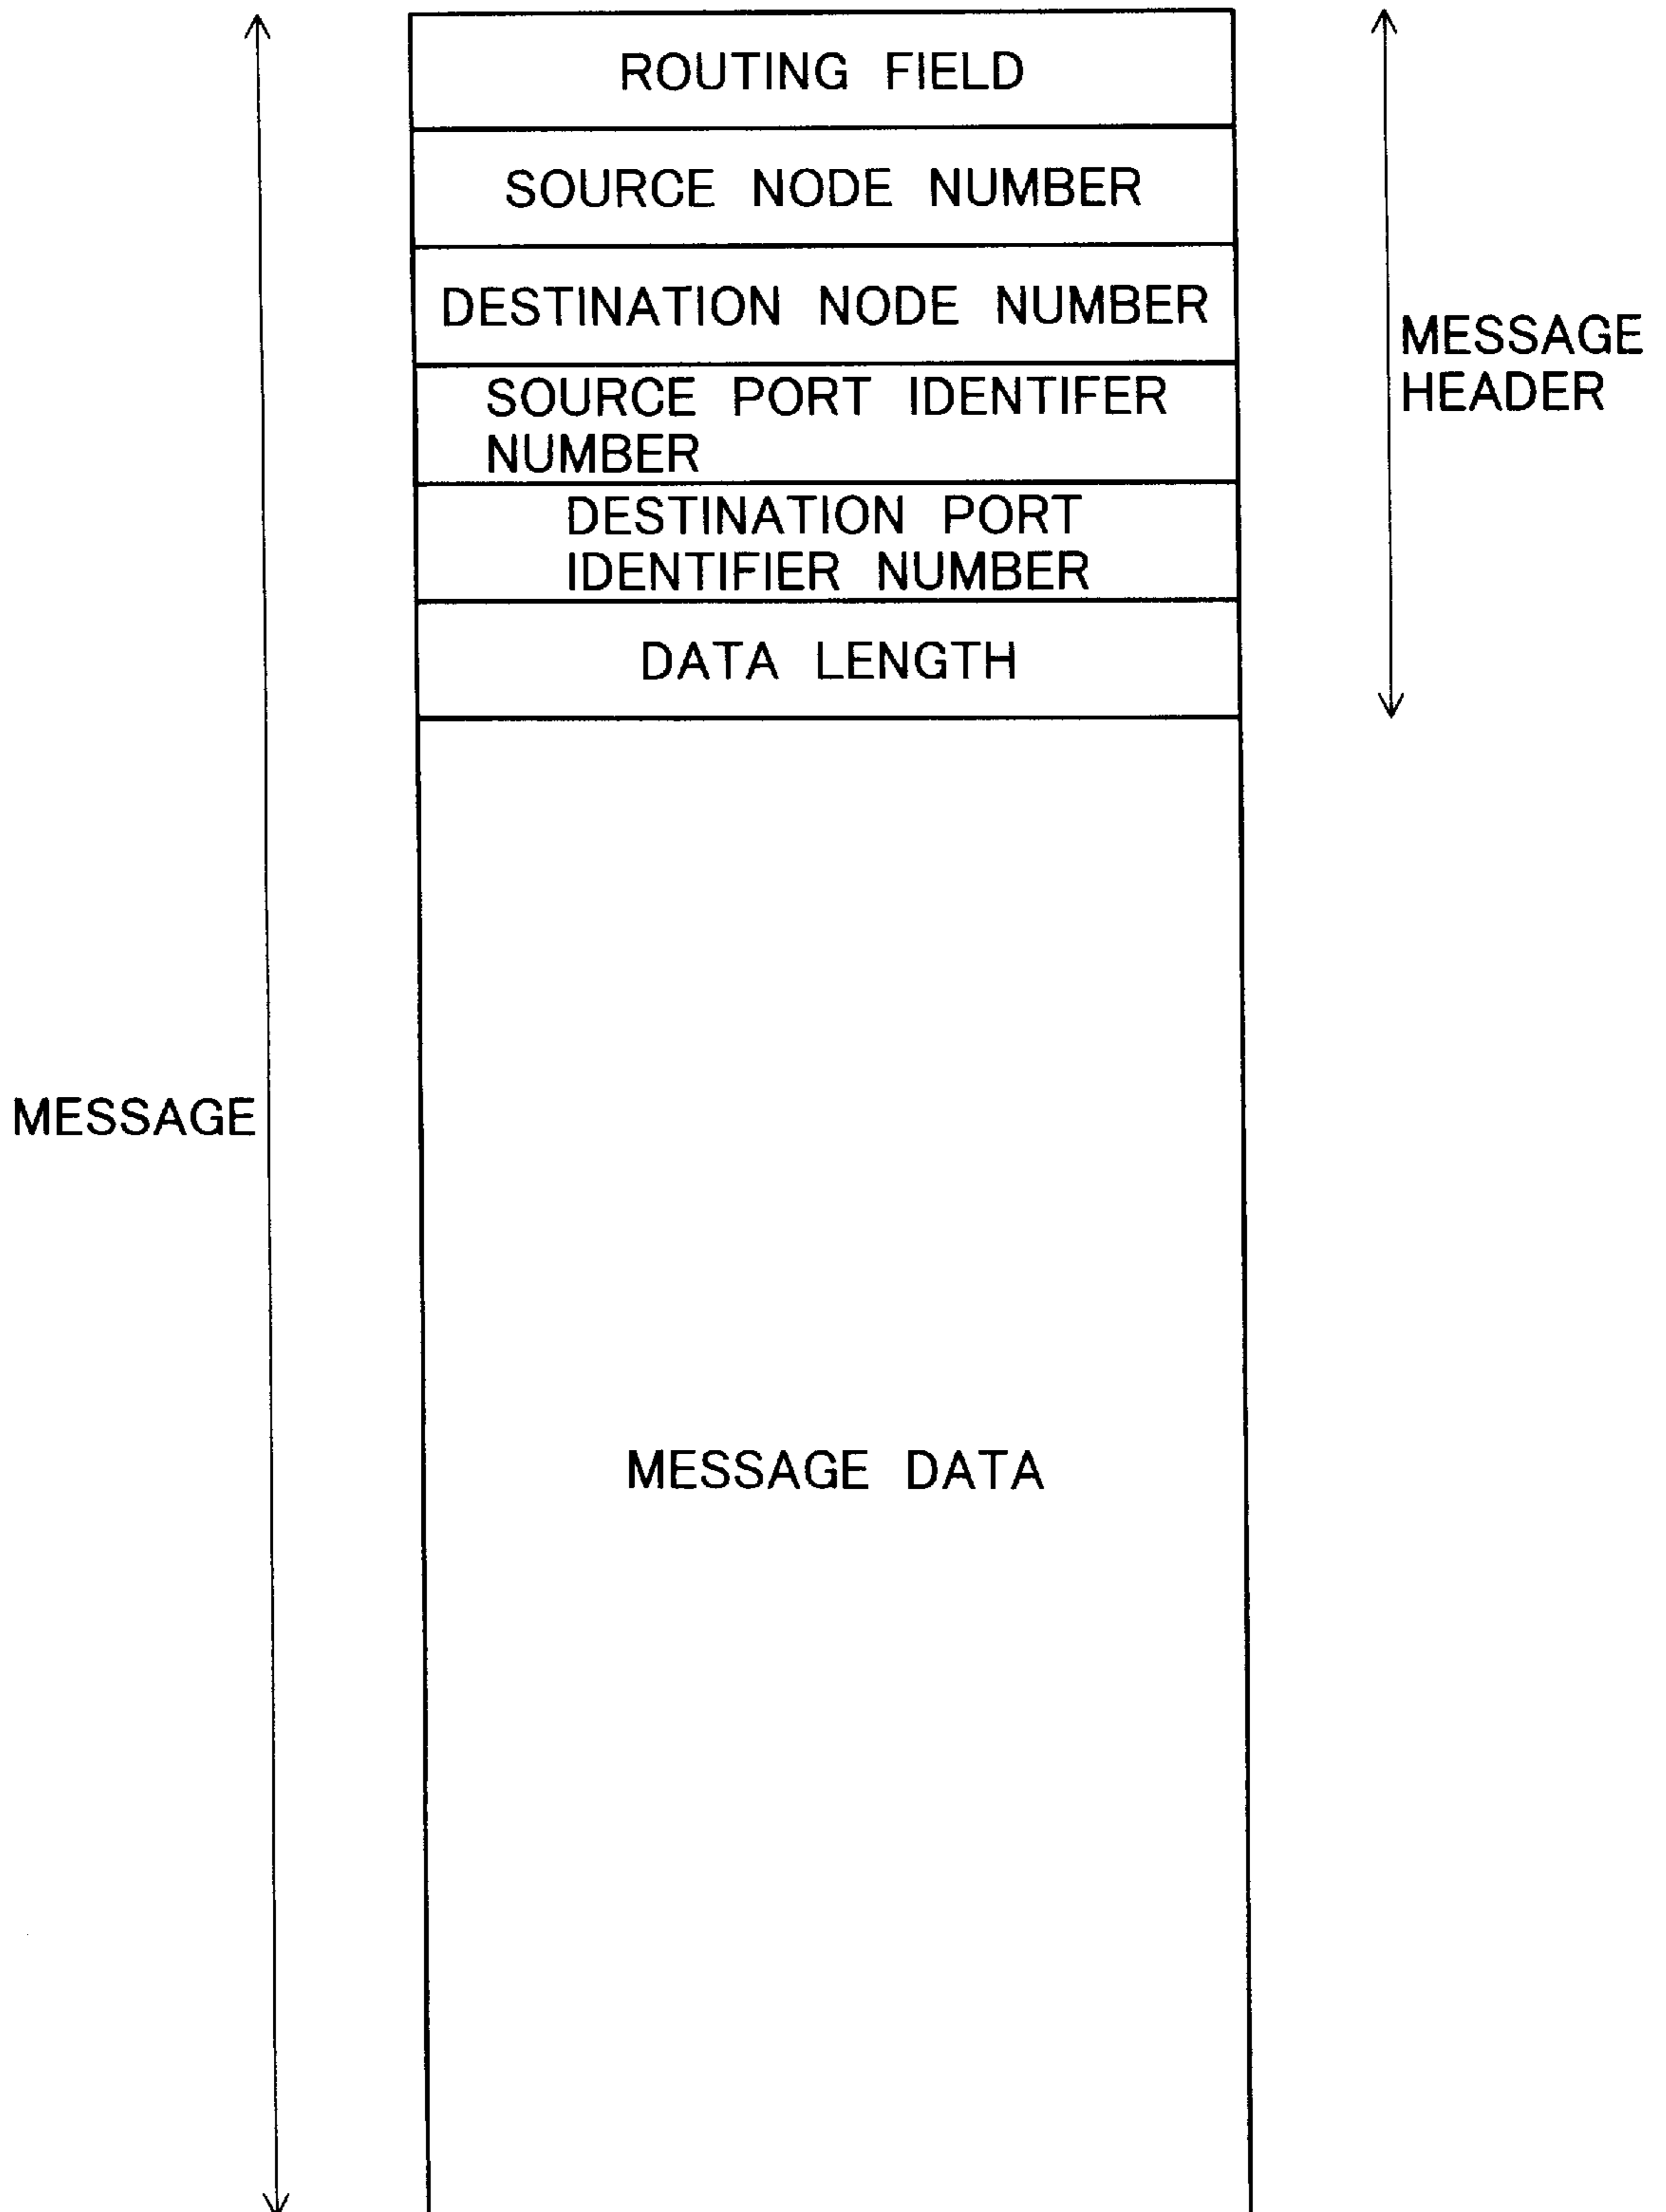 ROUTING FIELD
SOURCE NODE NUMBER
DESTINATION NODE NUMBER
SOURCE PORT IDENTIFER
NUMBER
DESTINATION PORT
IDENTIFIER NUMBER
DATA LENGTH
MESSAGE
HEADER
MESSAGE
MESSAGE DATA